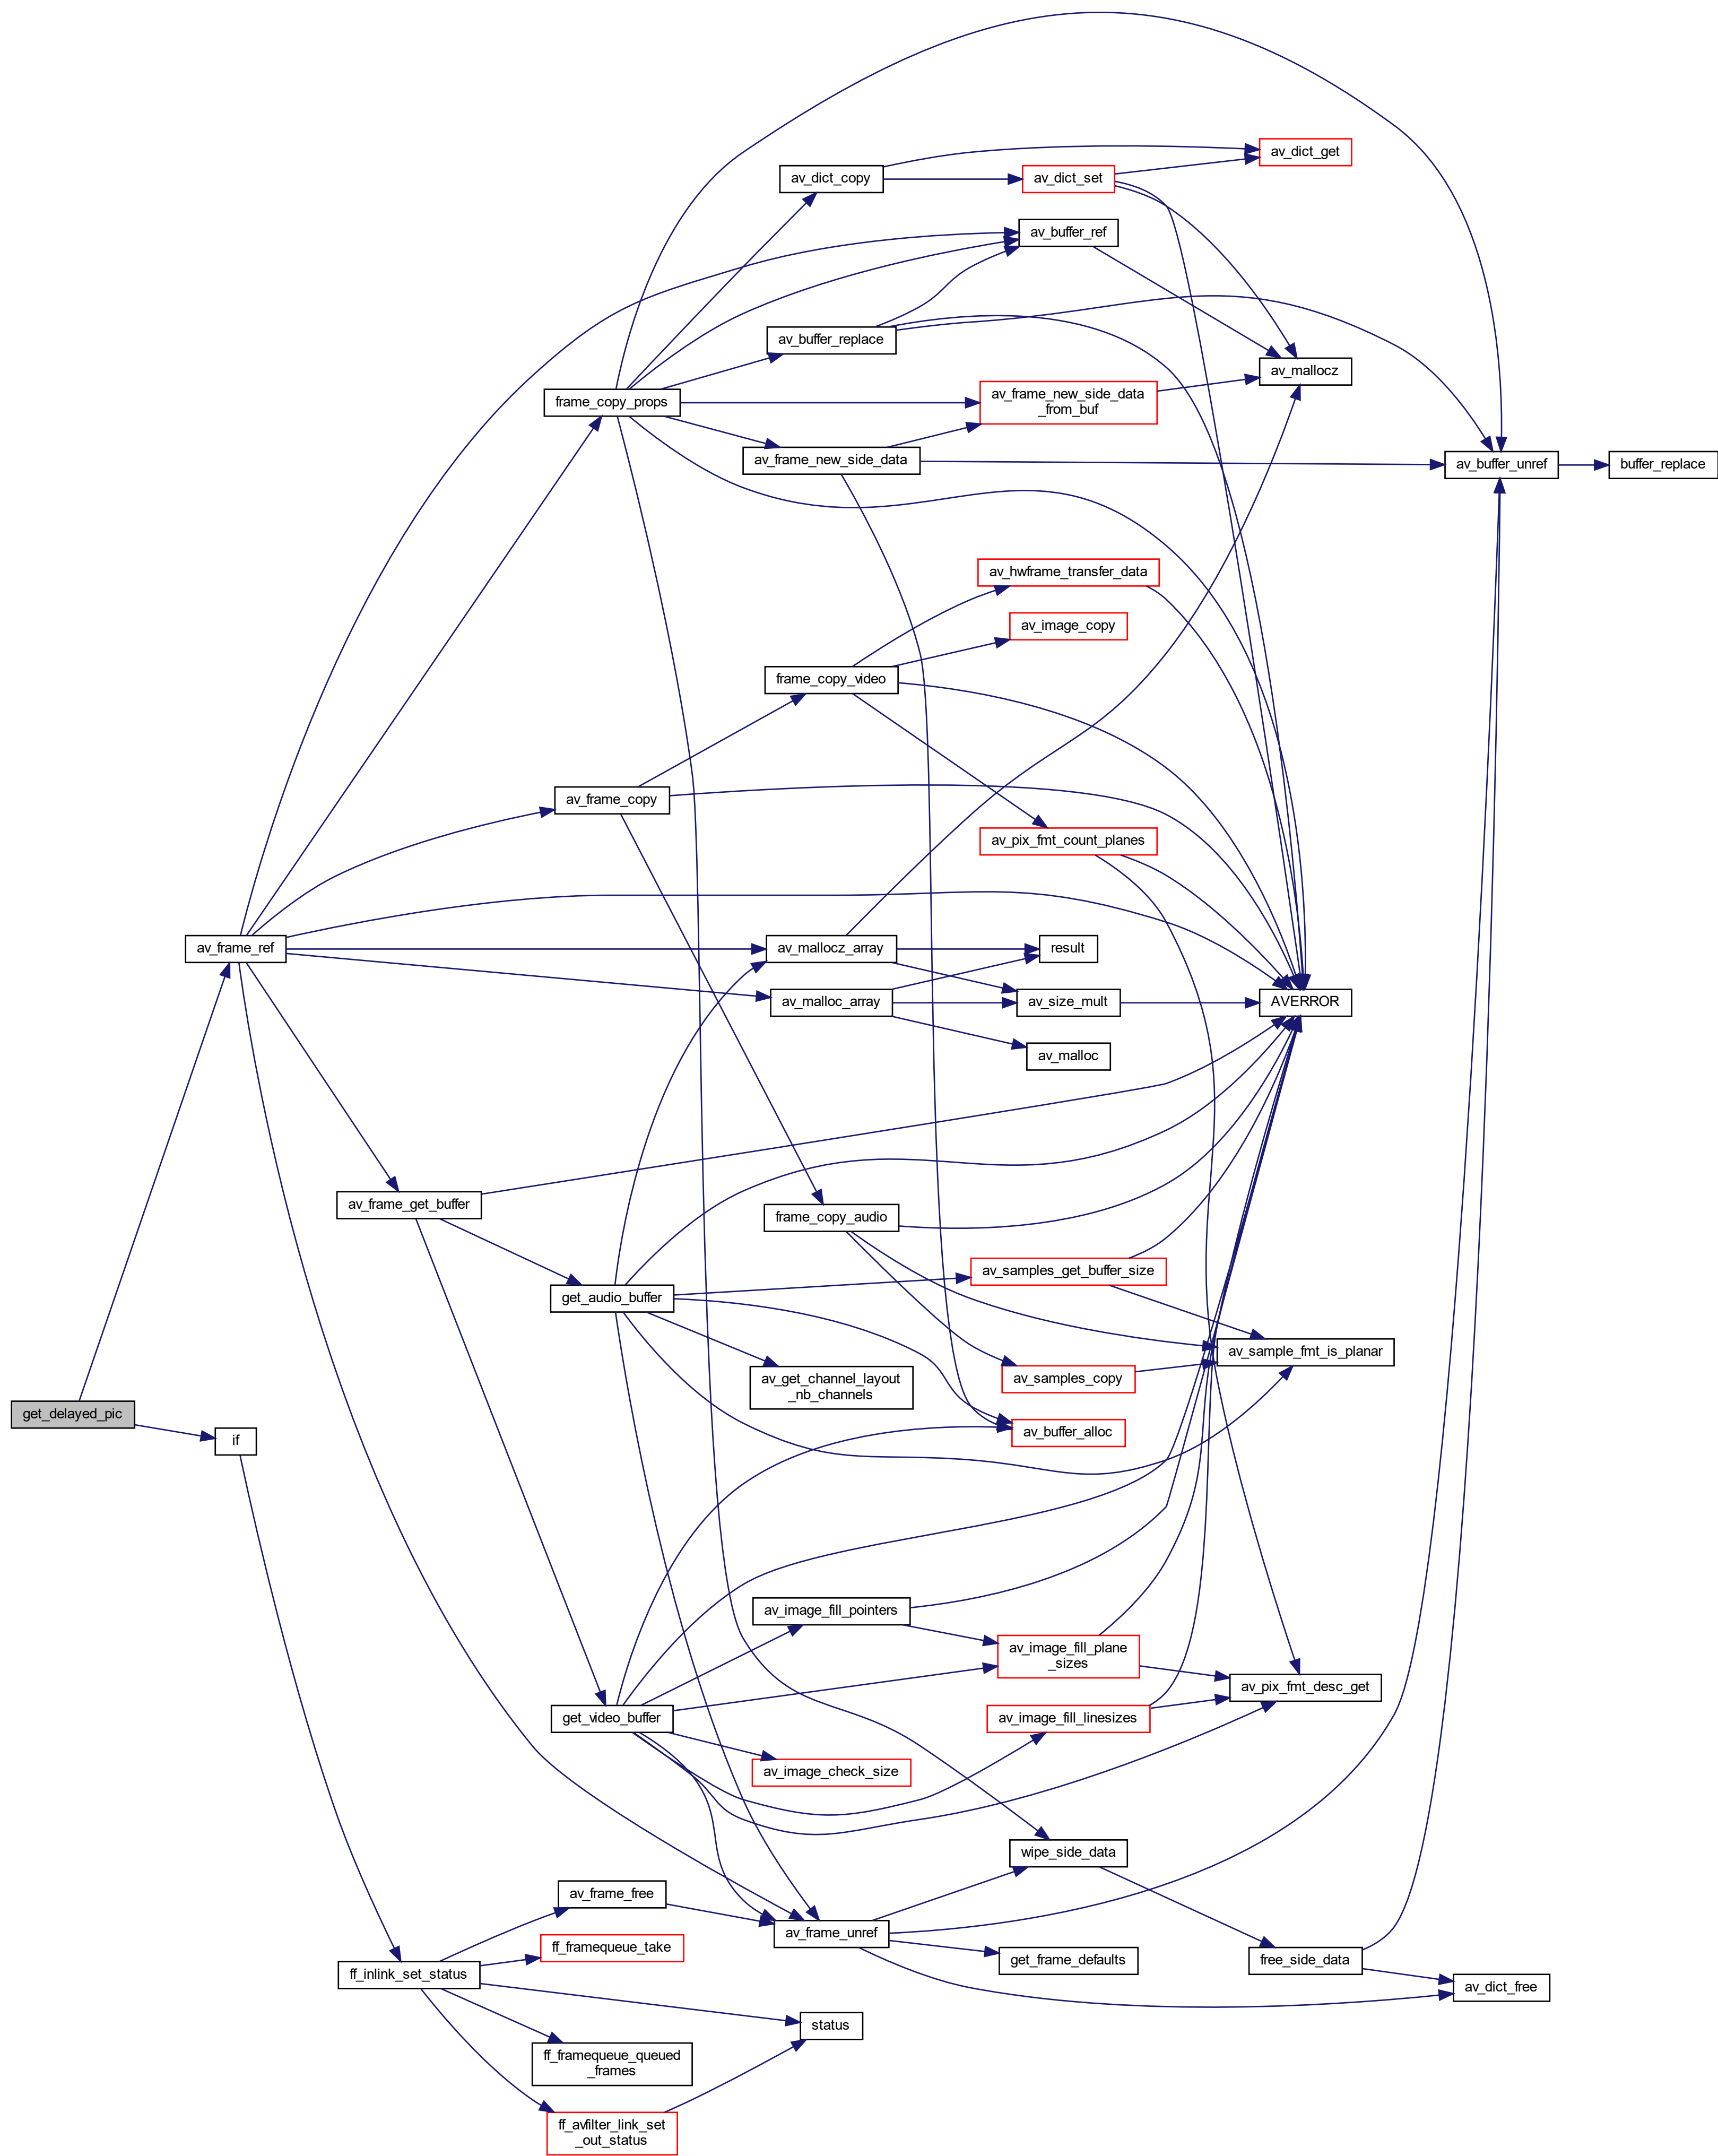 av_dict_get
av_dict_copy
av_dict_set
av_buffer_ref
av_buffer_replace
av_mallocz
frame_copy_props
av_frame_new_side_data
_from_buf
av_frame_new_side_data
av_buffer_unref
buffer_replace
av_hwframe_transfer_data
av_image_copy
frame_copy_video
av_frame_copy
av_pix_fmt_count_planes
av_frame_ref
av_mallocz_array
result
av_malloc_array
av_size_mult
AVERROR
av_malloc
av_frame_get_buffer
frame_copy_audio
av_samples_get_buffer_size
get_audio_buffer
av_sample_fmt_is_planar
av_get_channel_layout
_nb_channels
av_samples_copy
get_delayed_pic
av_buffer_alloc
if
av_image_fill_pointers
av_image_fill_plane
_sizes
av_pix_fmt_desc_get
get_video_buffer
av_image_fill_linesizes
av_image_check_size
wipe_side_data
av_frame_free
av_frame_unref
ff_framequeue_take
get_frame_defaults
free_side_data
ff_inlink_set_status
av_dict_free
status
ff_framequeue_queued
_frames
ff_avfilter_link_set
_out_status